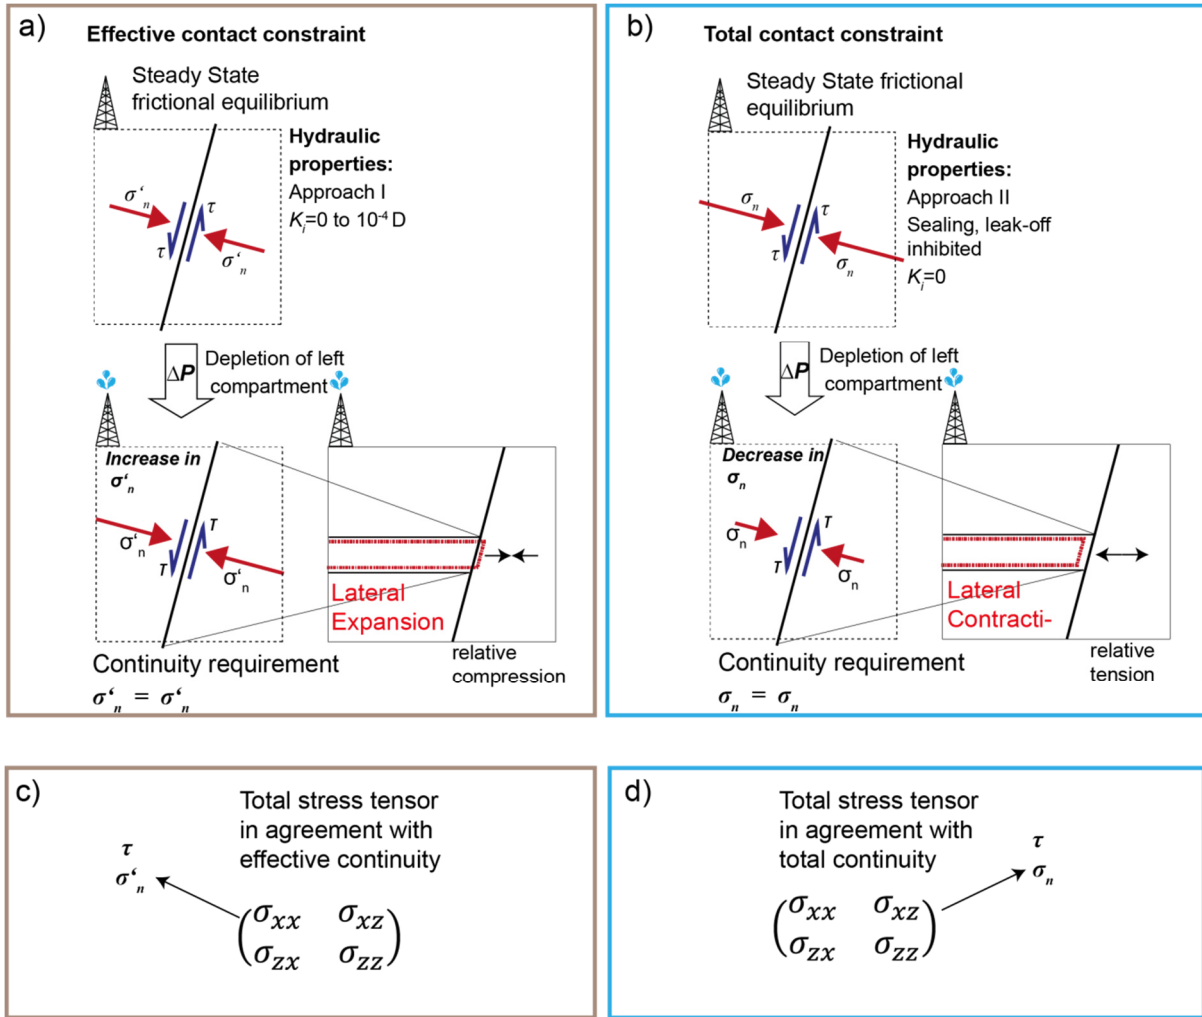 a)
Effective contact constraint
Steady State
frictional equilibrium
Hydraulic
properties:
Approach I
Kᵢ=0 to 10⁻⁴ D
σ‘ₙ
τ
τ
σ‘ₙ
ΔP
Depletion of left
compartment
Increase in
σ‘ₙ
σ‘ₙ
τ
τ
σ‘ₙ
Lateral
Expansion
relative
compression
Continuity requirement
σ‘ₙ = σ‘ₙ
b)
Total contact constraint
Steady State frictional
equilibrium
Hydraulic
properties:
Approach II
Sealing, leak-off
inhibited
Kᵢ=0
σₙ
τ
τ
σₙ
ΔP
Depletion of left
compartment
Decrease in
σₙ
σₙ
τ
τ
σₙ
Lateral
Contracti-
relative
tension
Continuity requirement
σₙ = σₙ
c)
Total stress tensor
in agreement with
effective continuity
τ
σ‘ₙ
(σxx σxz
σzx σzz)
d)
Total stress tensor
in agreement with
total continuity
τ
σₙ
(σxx σxz
σzx σzz)